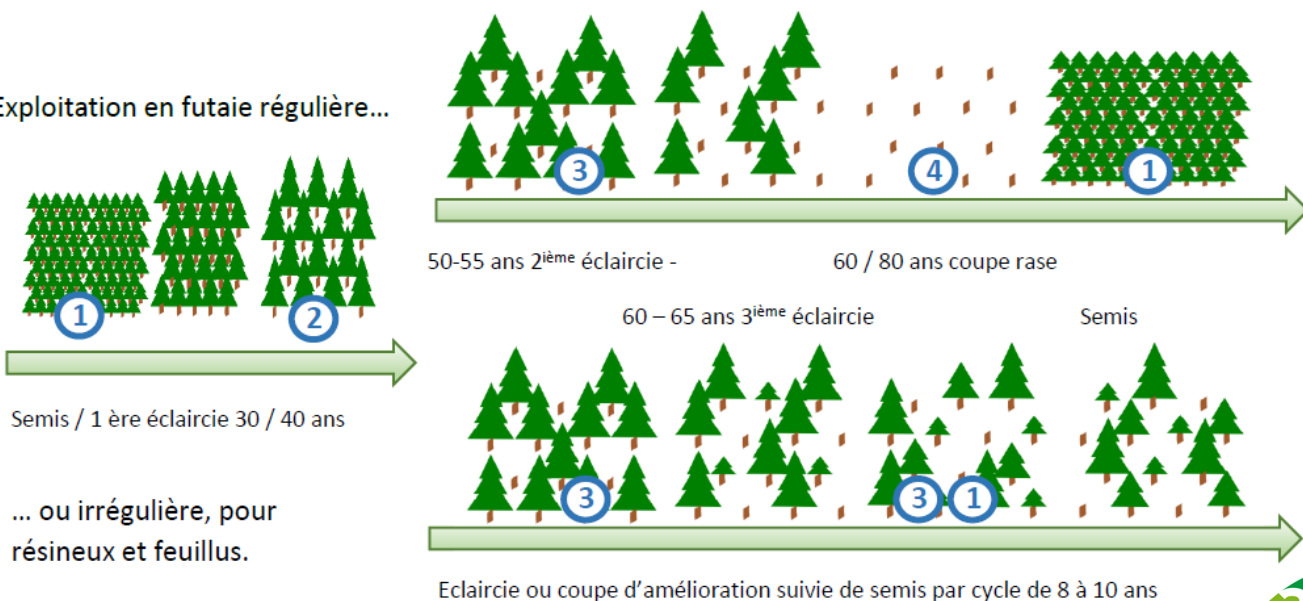 Exploitation en futaie régulière...
3
4
1
1
2
50-55 ans 2ième éclaircie -
60 / 80 ans coupe rase
60 – 65 ans 3ième éclaircie
Semis
Semis / 1 ère éclaircie 30 / 40 ans
3
3
1
... ou irrégulière, pour
résineux et feuillus.
Eclaircie ou coupe d'amélioration suivie de semis par cycle de 8 à 10 ans